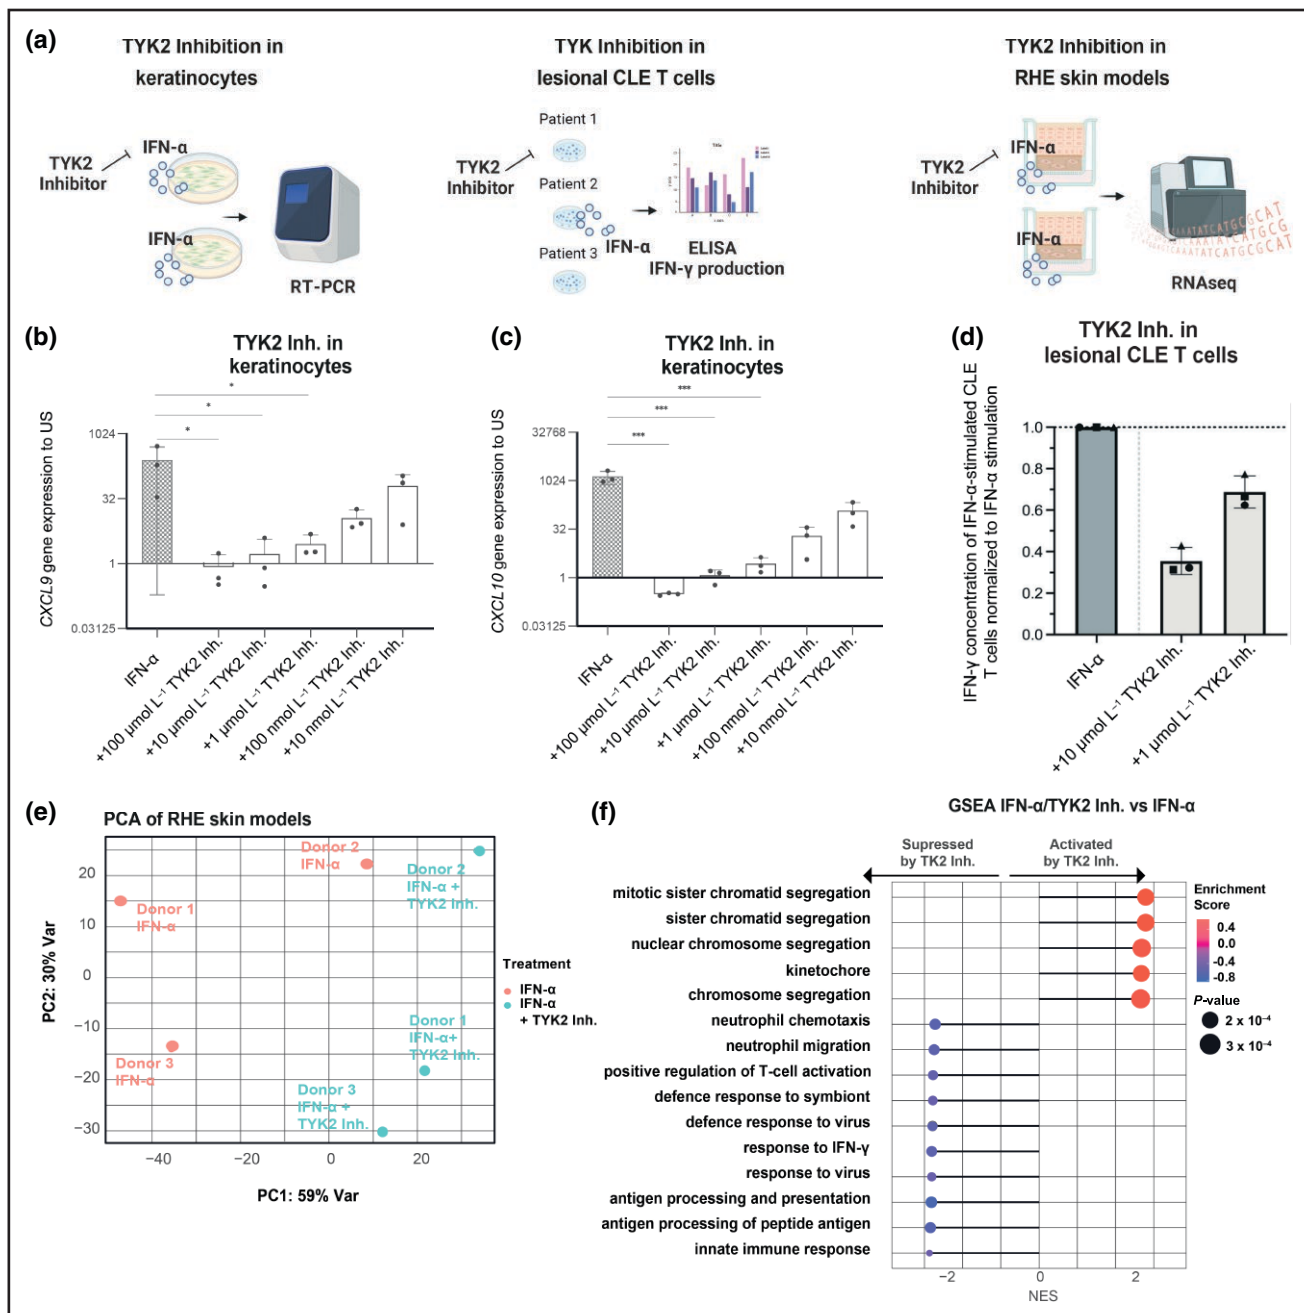 (a)
TYK2 Inhibition in
keratinocytes
TYK2
Inhibitor
IFN-α
IFN-α
RT-PCR
TYK Inhibition in
lesional CLE T cells
Patient 1
TYK2
Inhibitor
Patient 2
IFN-α
Patient 3
ELISA
IFN-γ production
TYK2 Inhibition in
RHE skin models
TYK2
Inhibitor
IFN-α
IFN-α
RNAseq
(b)
TYK2 Inh. in
keratinocytes
CXCL9 gene expression to US
*
*
*
1024
32
1
0.03125
IFN-α
+100 μmol L⁻¹ TYK2 Inh.
+10 μmol L⁻¹ TYK2 Inh.
+1 μmol L⁻¹ TYK2 Inh.
+100 nmol L⁻¹ TYK2 Inh.
+10 nmol L⁻¹ TYK2 Inh.
(c)
TYK2 Inh. in
keratinocytes
CXCL10 gene expression to US
***
***
***
32768
1024
32
1
0.03125
IFN-α
+100 μmol L⁻¹ TYK2 Inh.
+10 μmol L⁻¹ TYK2 Inh.
+1 μmol L⁻¹ TYK2 Inh.
+100 nmol L⁻¹ TYK2 Inh.
+10 nmol L⁻¹ TYK2 Inh.
(d)
TYK2 Inh. in
lesional CLE T cells
IFN-γ concentration of IFN-α-stimulated CLE
T cells normalized to IFN-α stimulation
1.0
0.8
0.6
0.4
0.2
0.0
IFN-α
+10 μmol L⁻¹ TYK2 Inh.
+1 μmol L⁻¹ TYK2 Inh.
(e)
PCA of RHE skin models
PC2: 30% Var
20
10
0
−10
−20
−30
Donor 2
IFN-α
Donor 2
IFN-α +
TYK2 Inh.
Donor 1
IFN-α
Donor 1
IFN-α+
TYK2 Inh.
Donor 3
IFN-α
Donor 3
IFN-α +
TYK2 Inh.
−40
−20
0
20
PC1: 59% Var
Treatment
IFN-α
IFN-α
+ TYK2 Inh.
(f)
GSEA IFN-α/TYK2 Inh. vs IFN-α
Supressed
by TK2 Inh.
Activated
by TK2 Inh.
mitotic sister chromatid segregation
sister chromatid segregation
nuclear chromosome segregation
kinetochore
chromosome segregation
neutrophil chemotaxis
neutrophil migration
positive regulation of T-cell activation
defence response to symbiont
defence response to virus
response to IFN-γ
response to virus
antigen processing and presentation
antigen processing of peptide antigen
innate immune response
−2
0
2
NES
Enrichment
Score
0.4
0.0
-0.4
-0.8
P-value
2 x 10⁻⁴
3 x 10⁻⁴